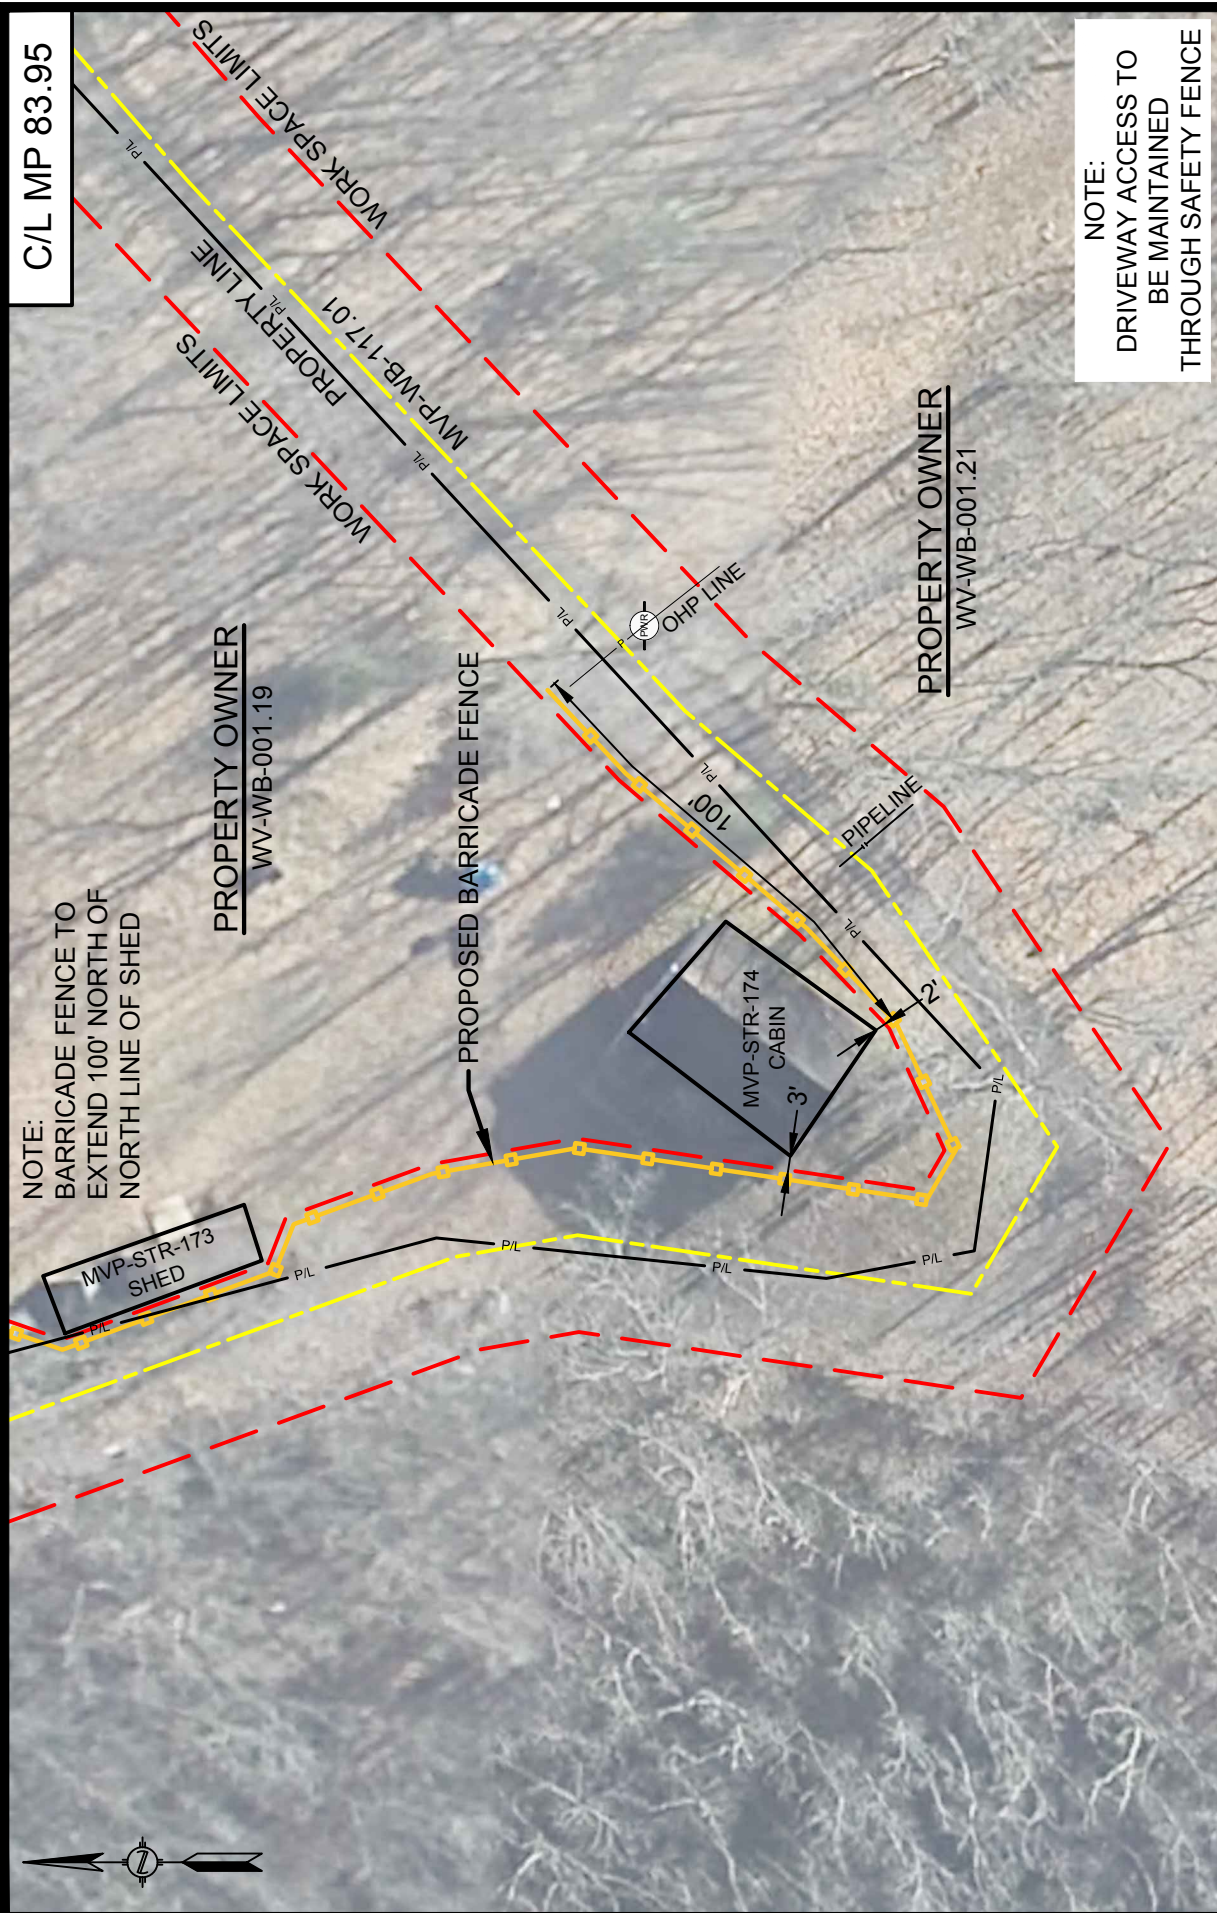 C/L MP 83.95
NOTE:
DRIVEWAY ACCESS TO
BE MAINTAINED
THROUGH SAFETY FENCE
NOTE:
BARRICADE FENCE TO
EXTEND 100' NORTH OF
NORTH LINE OF SHED
PROPERTY OWNER
WV-WB-001.19
PROPERTY OWNER
WV-WB-001.21
WORK SPACE LIMITS
WORK SPACE LIMITS
PROPERTY LINE
MVP-WB-117.01
P/L
P/L
P/L
P/L
P/L
P/L
P/L
P/L
P/L
P/L
P/L
P/L
PROPOSED BARRICADE FENCE
P
PWR
OHP LINE
100'
PIPELINE
MVP-STR-174
CABIN
2'
3'
MVP-STR-173
SHED
N